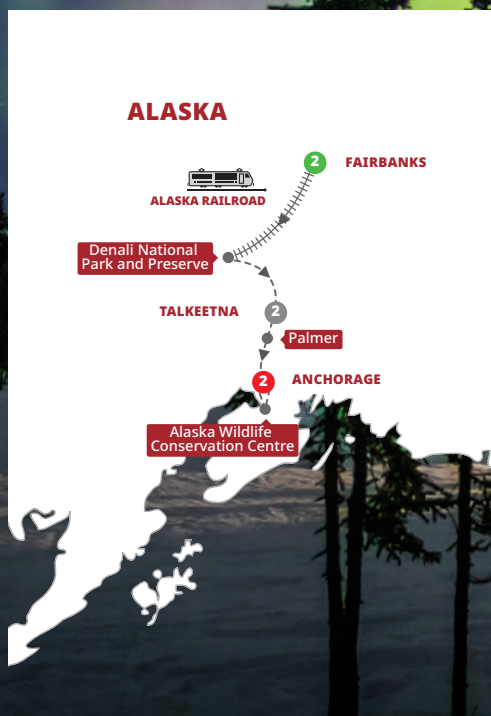 ALASKA
2
FAIRBANKS
ALASKA RAILROAD
Denali National
Park and Preserve
TALKEETNA
2
Palmer
2
ANCHORAGE
Alaska Wildlife
Conservation Centre